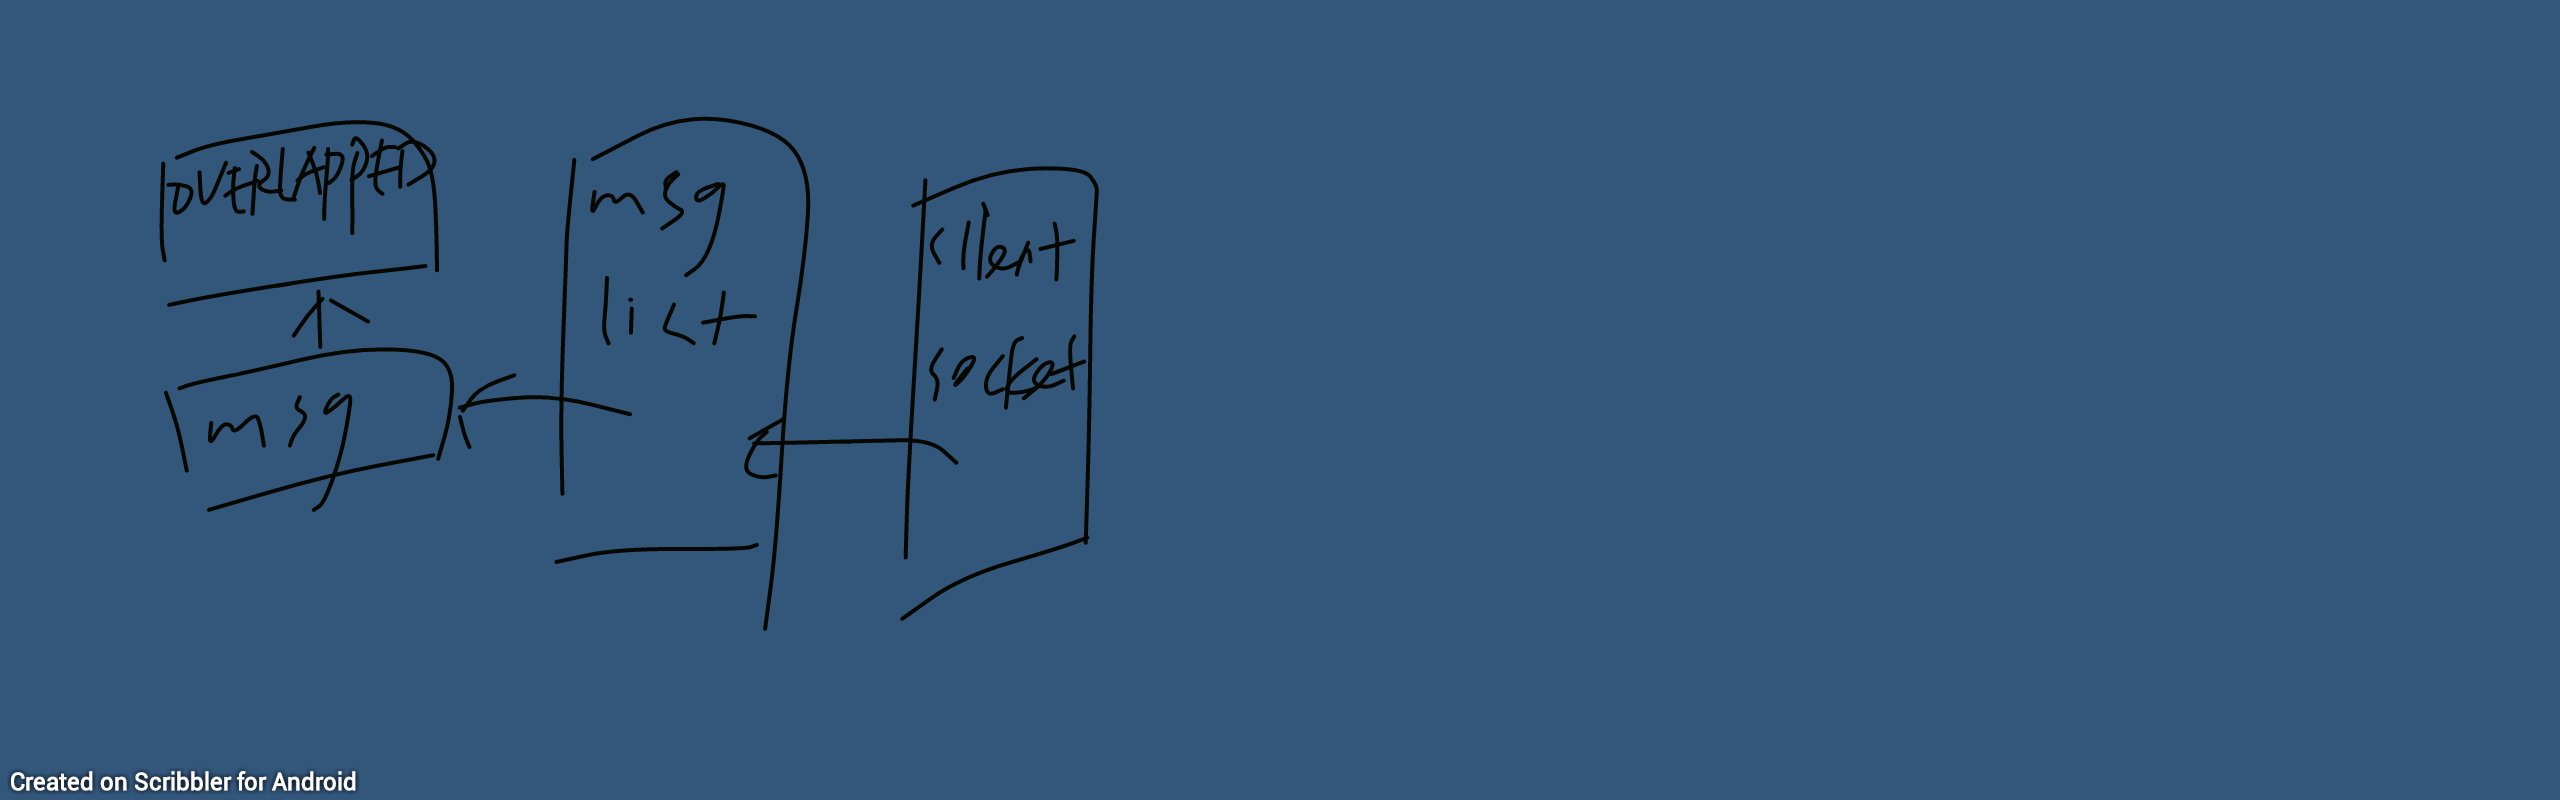 OVERLAPPED
msg
msg
list
client
socket
Created on Scribbler for Android